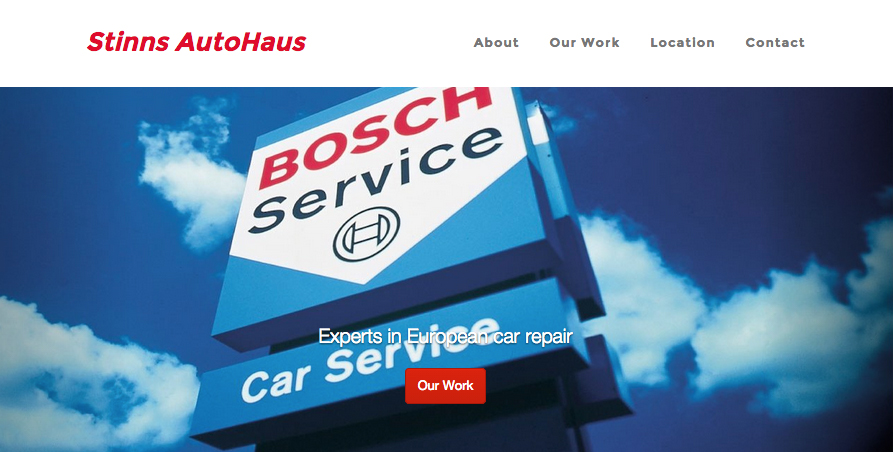 Stinns AutoHaus
About
Our Work
Location
Contact
BOSCH
Service
Experts in European car repair
Car Service
Our Work